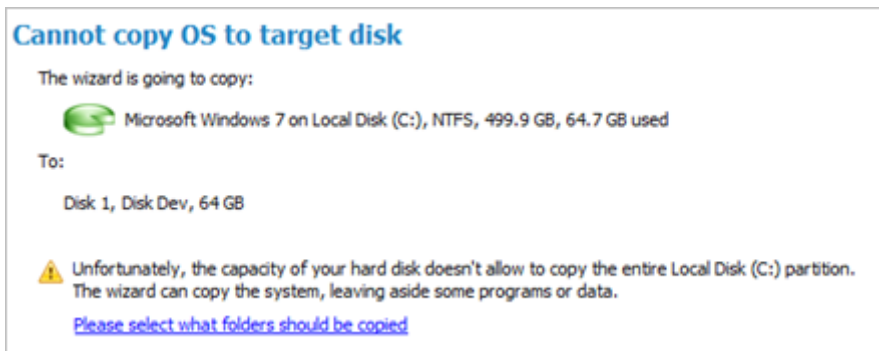 Cannot copy OS to target disk
The wizard is going to copy:
Microsoft Windows 7 on Local Disk (C:), NTFS, 499.9 GB, 64.7 GB used
To:
Disk 1, Disk Dev, 64 GB
Unfortunately, the capacity of your hard disk doesn't allow to copy the entire Local Disk (C:) partition.
The wizard can copy the system, leaving aside some programs or data.
Please select what folders should be copied